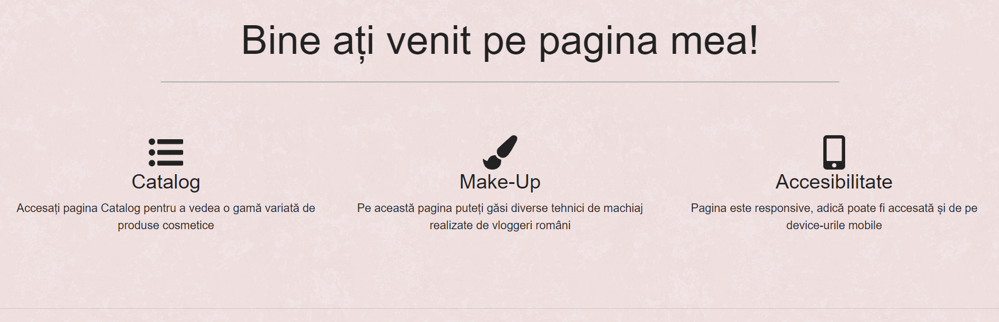 Bine ați venit pe pagina mea!
Catalog
Accesați pagina Catalog pentru a vedea o gamă variată de
produse cosmetice
Make-Up
Pe această pagina puteți găsi diverse tehnici de machiaj
realizate de vloggeri români
Accesibilitate
Pagina este responsive, adică poate fi accesată și de pe
device-urile mobile